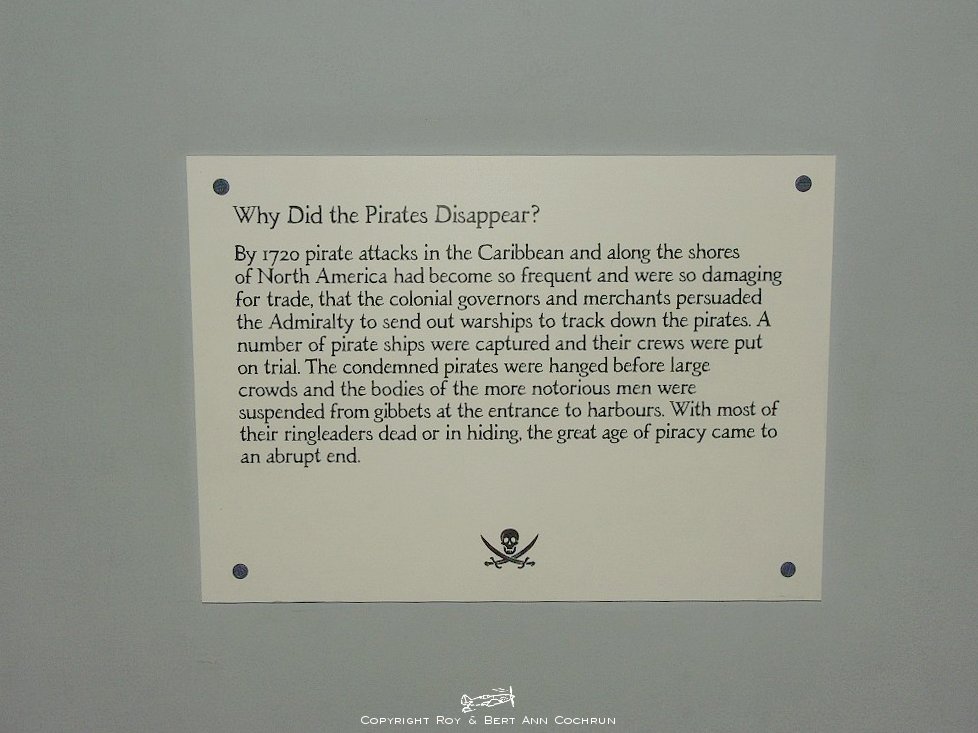 Why Did the Pirates Disappear?
By 1720 pirate attacks in the Caribbean and along the shores
of North America had become so frequent and were so damaging
for trade, that the colonial governors and merchants persuaded
the Admiralty to send out warships to track down the pirates. A
number of pirate ships were captured and their crews were put
on trial. The condemned pirates were hanged before large
crowds and the bodies of the more notorious men were
suspended from gibbets at the entrance to harbours. With most of
their ringleaders dead or in hiding, the great age of piracy came to
an abrupt end.
Copyright Roy & Bert Ann Cochrun